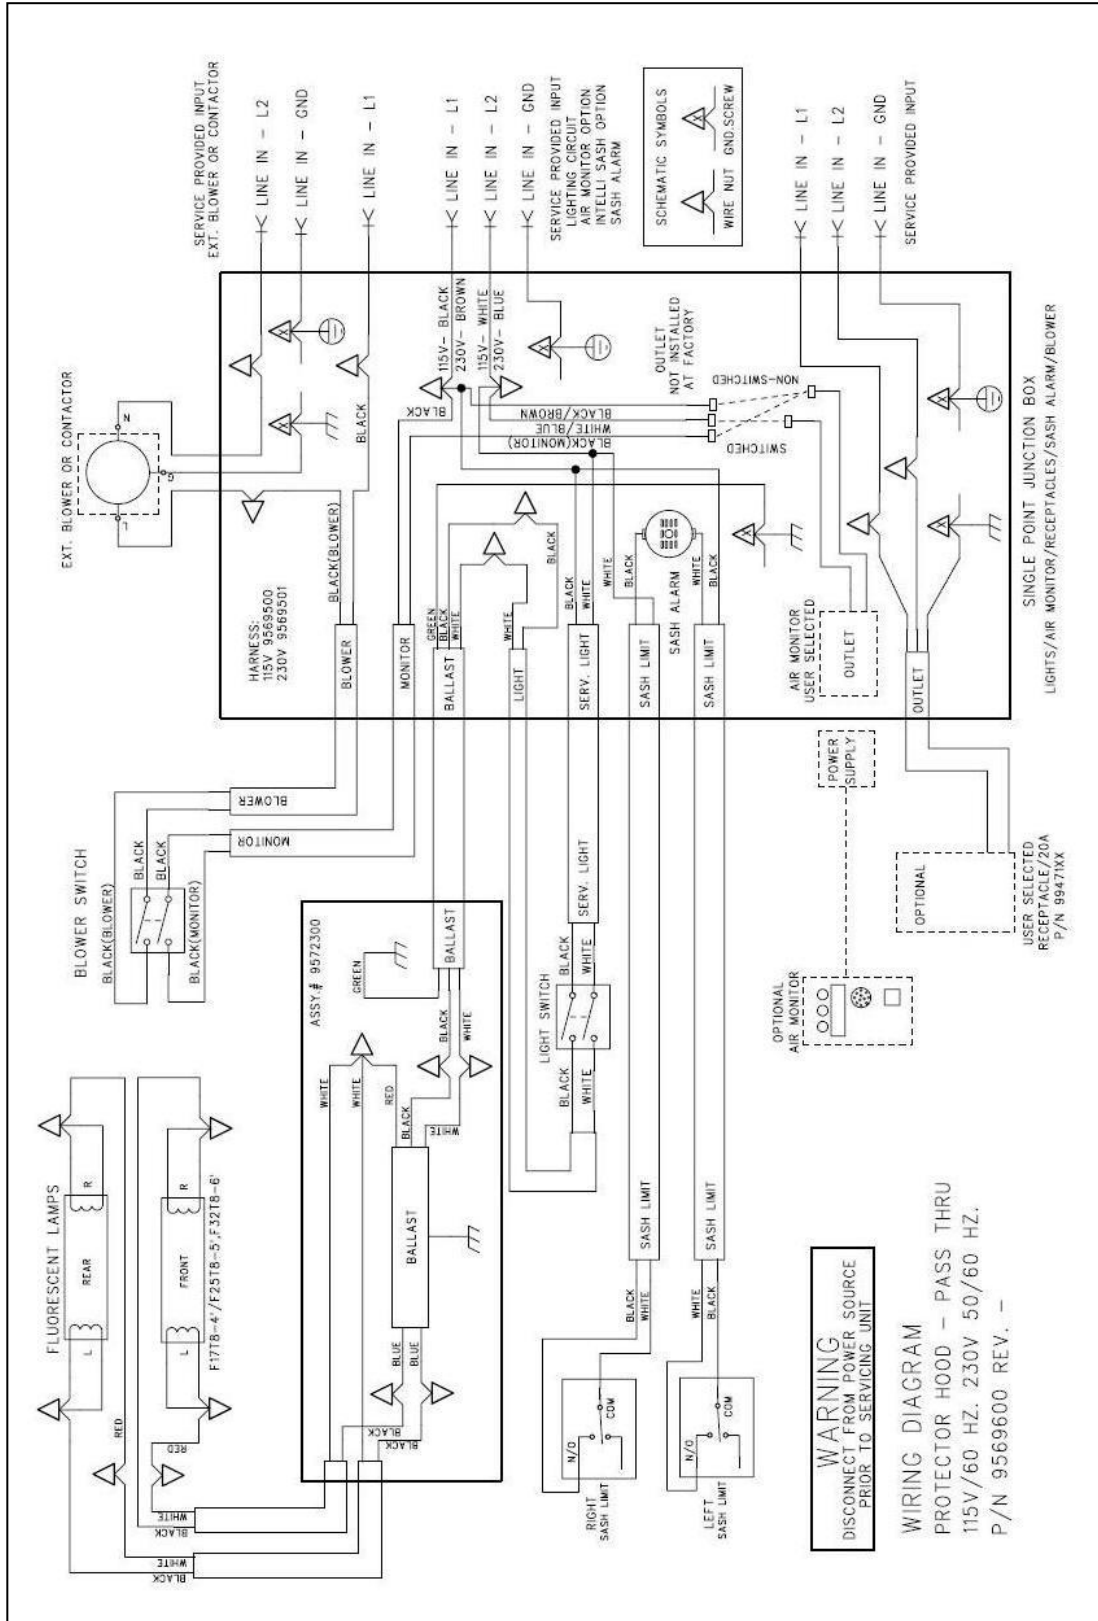 FLUORESCENT LAMPS
REAR
L
R
FRONT
L
R
F17T8-4'/F25T8-5',F32T8-6'
RED
RED
WHITE
BLACK
WHITE
BLACK
BLOWER SWITCH
BLACK(BLOWER)
BLACK
BLACK
BLACK(MONITOR)
BLOWER
MONITOR
EXT. BLOWER OR CONTACTOR
L
G
N
SERVICE PROVIDED INPUT
EXT. BLOWER OR CONTACTOR
LINE IN - L2
LINE IN - GND
LINE IN - L1
HARNESS:
115V 9569500
230V 9569501
BLACK(BLOWER)
BLACK
BLOWER
MONITOR
BLACK
115V- BLACK
230V- BROWN
115V- WHITE
230V- BLUE
LINE IN - L1
LINE IN - L2
LINE IN - GND
SERVICE PROVIDED INPUT
LIGHTING CIRCUIT
AIR MONITOR OPTION
INTELLI SASH OPTION
SASH ALARM
ASSY.# 9572300
WHITE
WHITE
RED
BLACK
WHITE
BALLAST
BLUE
BLUE
BLACK
BLACK
GREEN
BLACK
WHITE
BALLAST
BALLAST
GREEN
BLACK
WHITE
LIGHT
WHITE
BLACK
LIGHT SWITCH
BLACK
WHITE
BLACK
WHITE
SERV. LIGHT
SERV. LIGHT
BLACK
WHITE
WHITE
BLACK/BROWN
WHITE/BLUE
BLACK(MONITOR)
OUTLET
NOT INSTALLED
AT FACTORY
NON-SWITCHED
SWITCHED
RIGHT
SASH LIMIT
N/O
COM
BLACK
WHITE
SASH LIMIT
SASH LIMIT
BLACK
SASH ALARM
LEFT
SASH LIMIT
N/O
COM
WHITE
BLACK
SASH LIMIT
SASH LIMIT
WHITE
BLACK
SCHEMATIC SYMBOLS
WIRE NUT
GND.SCREW
LINE IN - L1
LINE IN - L2
LINE IN - GND
SERVICE PROVIDED INPUT
AIR MONITOR
USER SELECTED
OUTLET
OUTLET
POWER
SUPPLY
OPTIONAL
AIR MONITOR
OPTIONAL
USER SELECTED
RECEPTACLE/20A
P/N 99471XX
SINGLE POINT JUNCTION BOX
LIGHTS/AIR MONITOR/RECEPTACLES/SASH ALARM/BLOWER
WARNING
DISCONNECT FROM POWER SOURCE
PRIOR TO SERVICING UNIT
WIRING DIAGRAM
PROTECTOR HOOD - PASS THRU
115V/60 HZ. 230V 50/60 HZ.
P/N 9569600 REV. -